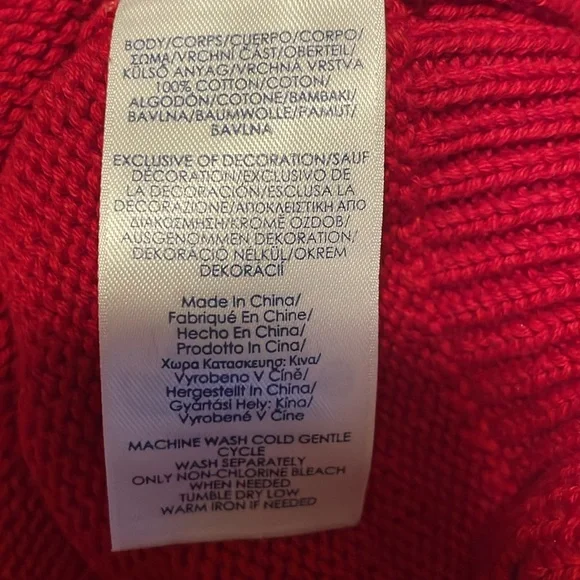 BODY/CORPS/CUERPO/CORPO/
ΣΩΜΑ/VRCHNÍ ČÁST/OBERTEIL/
KÜLSŐ ANYAG/VRCHNÁ VRSTVA
100% COTTON/COTON/
ALGODÓN/COTONE/BAMBAKI/
BAVLNA/BAUMWOLLE/PAMUT/
BAVLNA
EXCLUSIVE OF DECORATION/SAUF
DÉCORATION/EXCLUSIVO DE
LA DECORACIÓN/ESCLUSA LA
DECORAZIONE/ΑΠΟΚΛΕΙΣΤΙΚΗ ΑΠΟ
ΔΙΑΚΟΣΜΗΣΗ/KROMĚ OZDOB/
AUSGENOMMEN DEKORATION/
DEKORÁCIÓ NÉLKÜL/OKREM
DEKORACIÍ
Made In China/
Fabriqué En Chine/
Hecho En China/
Prodotto In Cina/
Χωρα Κατασκευησ: Κινα/
Vyrobeno V Číně/
Hergestellt In China/
Gyártási Hely: Kína/
Vyrobené V Číne
MACHINE WASH COLD GENTLE
CYCLE
WASH SEPARATELY
ONLY NON-CHLORINE BLEACH
WHEN NEEDED
TUMBLE DRY LOW
WARM IRON IF NEEDED